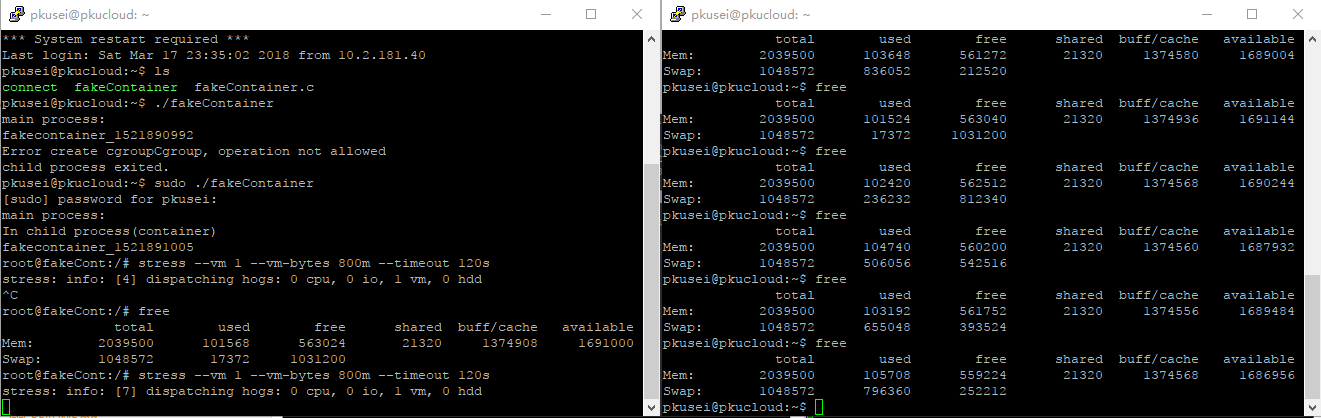 pkusei@pkucloud: ~
*** System restart required ***
Last login: Sat Mar 17 23:35:02 2018 from 10.2.181.40
pkusei@pkucloud:~$ ls
connect  fakeContainer  fakeContainer.c
pkusei@pkucloud:~$ ./fakeContainer
main process:
fakecontainer_1521890992
Error create cgroupCgroup, operation not allowed
child process exited.
pkusei@pkucloud:~$ sudo ./fakeContainer
[sudo] password for pkusei:
main process:
In child process(container)
fakecontainer_1521891005
root@fakeCont:/# stress --vm 1 --vm-bytes 800m --timeout 120s
stress: info: [4] dispatching hogs: 0 cpu, 0 io, 1 vm, 0 hdd
^C
root@fakeCont:/# free
total used free shared buff/cache available
Mem: 2039500 101568 563024 21320 1374908 1691000
Swap: 1048572 17372 1031200
root@fakeCont:/# stress --vm 1 --vm-bytes 800m --timeout 120s
stress: info: [7] dispatching hogs: 0 cpu, 0 io, 1 vm, 0 hdd
pkusei@pkucloud: ~
total used free shared buff/cache available
Mem: 2039500 103648 561272 21320 1374580 1689004
Swap: 1048572 836052 212520
pkusei@pkucloud:~$ free
total used free shared buff/cache available
Mem: 2039500 101524 563040 21320 1374936 1691144
Swap: 1048572 17372 1031200
pkusei@pkucloud:~$ free
total used free shared buff/cache available
Mem: 2039500 102420 562512 21320 1374568 1690244
Swap: 1048572 236232 812340
pkusei@pkucloud:~$ free
total used free shared buff/cache available
Mem: 2039500 104740 560200 21320 1374560 1687932
Swap: 1048572 506056 542516
pkusei@pkucloud:~$ free
total used free shared buff/cache available
Mem: 2039500 103192 561752 21320 1374556 1689484
Swap: 1048572 655048 393524
pkusei@pkucloud:~$ free
total used free shared buff/cache available
Mem: 2039500 105708 559224 21320 1374568 1686956
Swap: 1048572 796360 252212
pkusei@pkucloud:~$